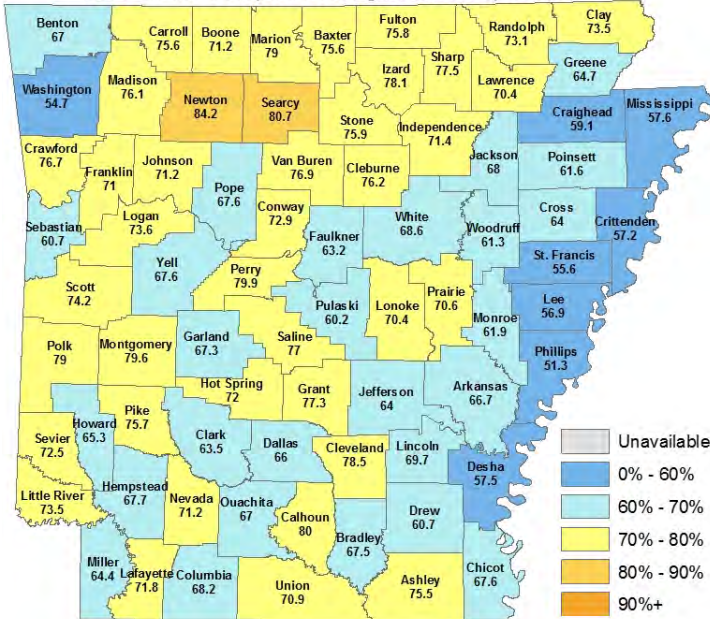 Benton
67
Carroll
75.6
Boone
71.2
Marion
79
Baxter
75.6
Fulton
75.8
Randolph
73.1
Clay
73.5
Washington
54.7
Madison
76.1
Newton
84.2
Searcy
80.7
Izard
78.1
Sharp
77.5
Lawrence
70.4
Greene
64.7
Craighead
59.1
Mississippi
57.6
Stone
75.9
Independence
71.4
Jackson
68
Poinsett
61.6
Crawford
76.7
Franklin
71
Johnson
71.2
Pope
67.6
Van Buren
76.9
Cleburne
76.2
Conway
72.9
Faulkner
63.2
White
68.6
Woodruff
61.3
Cross
64
Crittenden
57.2
Sebastian
60.7
Logan
73.6
Yell
67.6
Perry
79.9
St. Francis
55.6
Scott
74.2
Pulaski
60.2
Lonoke
70.4
Prairie
70.6
Monroe
61.9
Lee
56.9
Phillips
51.3
Polk
79
Montgomery
79.6
Garland
67.3
Saline
77
Hot Spring
72
Grant
77.3
Jefferson
64
Arkansas
66.7
Howard
65.3
Pike
75.7
Clark
63.5
Dallas
66
Cleveland
78.5
Lincoln
69.7
Desha
57.5
Sevier
72.5
Little River
73.5
Hempstead
67.7
Nevada
71.2
Ouachita
67
Calhoun
80
Bradley
67.5
Drew
60.7
Chicot
67.6
Miller
64.4
Lafayette
71.8
Columbia
68.2
Union
70.9
Ashley
75.5
Unavailable
0% - 60%
60% - 70%
70% - 80%
80% - 90%
90%+